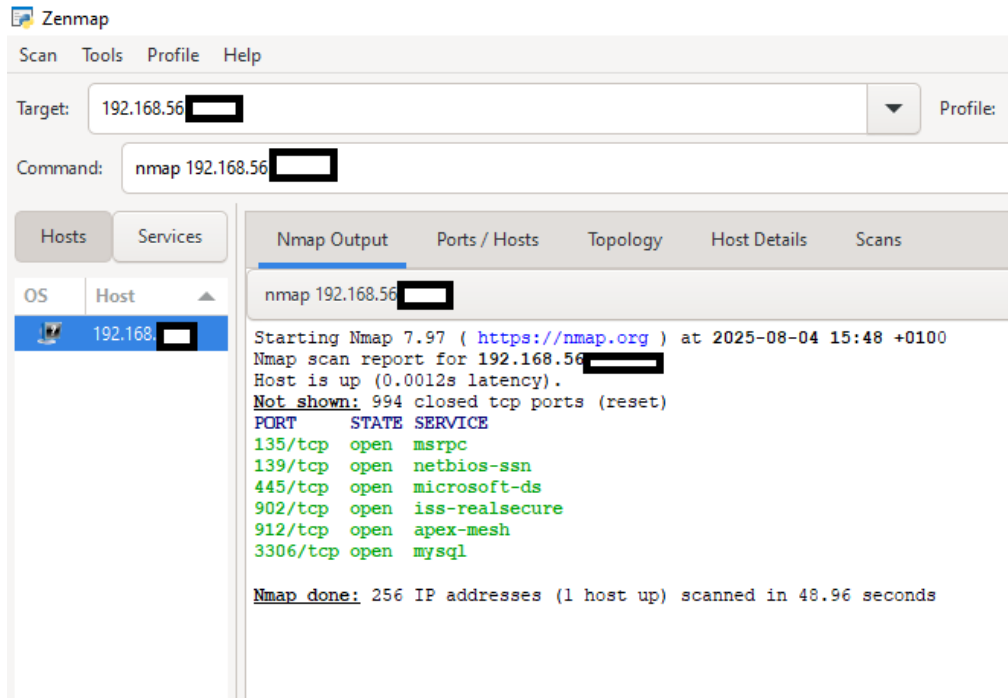 Zenmap
Scan Tools Profile Help
Target: 192.168.56 Profile:
Command: nmap 192.168.56
Hosts Services
Nmap Output Ports / Hosts Topology Host Details Scans
OS Host
nmap 192.168.56
192.168.
Starting Nmap 7.97 ( https://nmap.org ) at 2025-08-04 15:48 +0100
Nmap scan report for 192.168.56
Host is up (0.0012s latency).
Not shown: 994 closed tcp ports (reset)
PORT STATE SERVICE
135/tcp open msrpc
139/tcp open netbios-ssn
445/tcp open microsoft-ds
902/tcp open iss-realsecure
912/tcp open apex-mesh
3306/tcp open mysql
Nmap done: 256 IP addresses (1 host up) scanned in 48.96 seconds